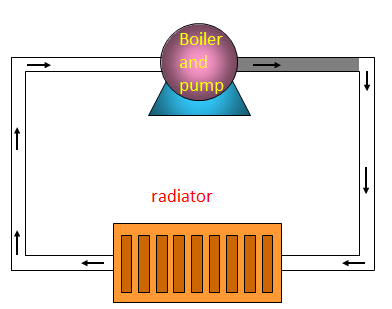 Boiler
and
pump
radiator